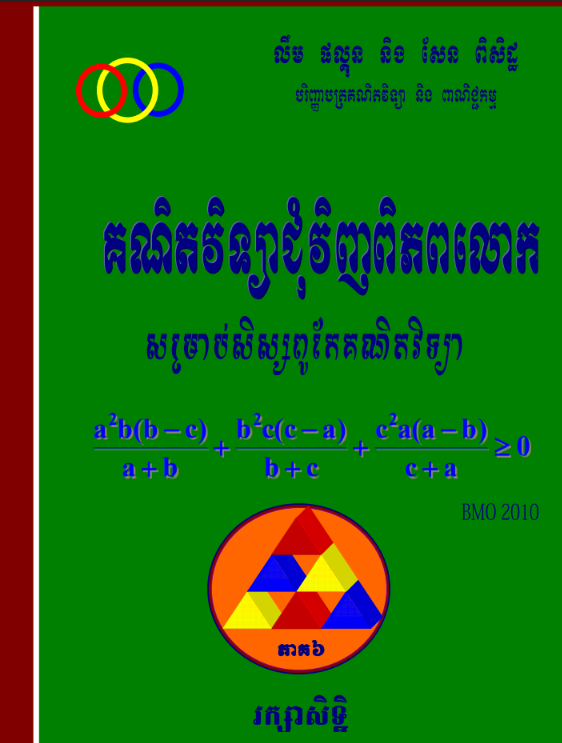 លឹម ផល្គុន និង សែន ពិសិដ្ឋ
បរិញ្ញាបត្រគណិតវិទ្យា និង ពាណិជ្ជកម្ម
គណិតវិទ្យាជុំវិញពិភពលោក
សម្រាប់សិស្សពូកែគណិតវិទ្យា
a²b(b – c)/(a + b) + b²c(c – a)/(b + c) + c²a(a – b)/(c + a) ≥ 0
BMO 2010
ភាគ៦
រក្សាសិទ្ធិ